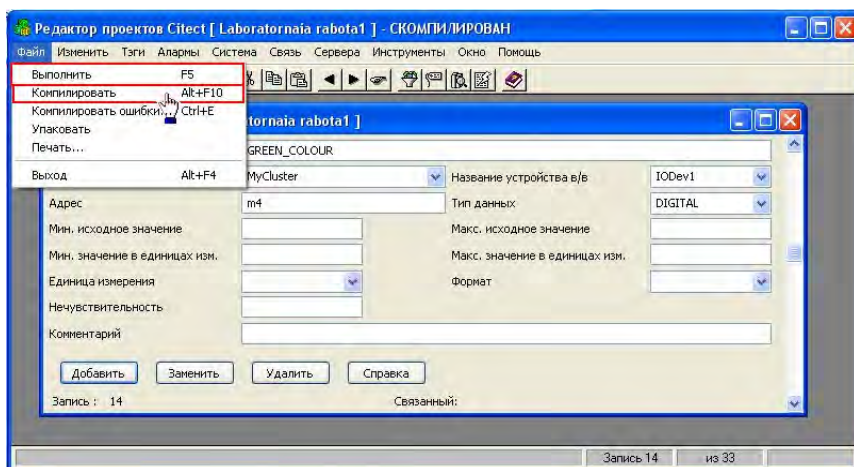 Редактор проектов Citect [ Laboratornaia rabota1 ] - СКОМПИЛИРОВАН
Файл Изменить Тэги Алармы Система Связь Сервера Инструменты Окно Помощь
Выполнить F5
Компилировать Alt+F10
Компилировать ошибки... Ctrl+E
Упаковать
Печать...
Выход Alt+F4
tornaia rabota1 ]
GREEN_COLOUR
MyCluster Название устройства в/в IODev1
Адрес m4 Тип данных DIGITAL
Мин. исходное значение Макс. исходное значение
Мин. значение в единицах изм. Макс. значение в единицах изм.
Единица измерения Формат
Нечувствительность
Комментарий
Добавить Заменить Удалить Справка
Запись : 14 Связанный:
Запись 14 из 33